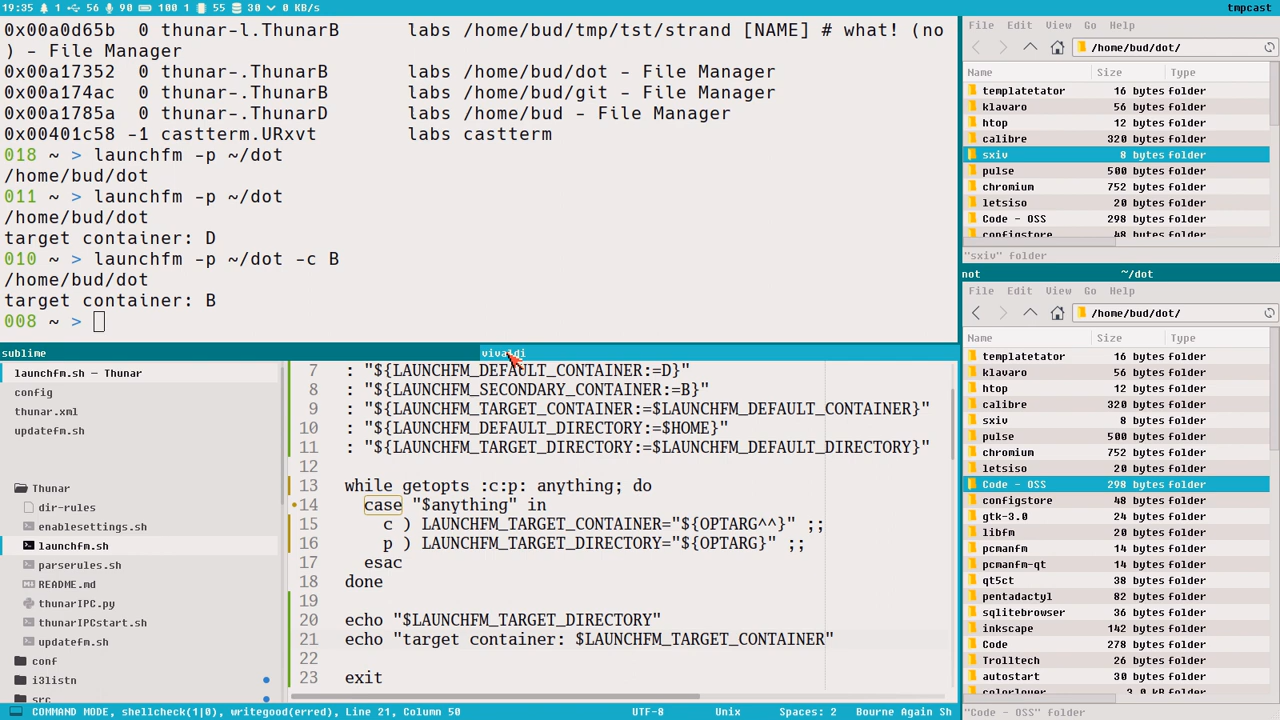 19:35 1 56 90 100 1 55 30 0 KB/s tmpcast
0x00a0d65b  0 thunar-l.ThunarB       labs /home/bud/tmp/tst/strand [NAME] # what! (no
) - File Manager
0x00a17352  0 thunar-.ThunarB        labs /home/bud/dot - File Manager
0x00a174ac  0 thunar-.ThunarB        labs /home/bud/git - File Manager
0x00a1785a  0 thunar-.ThunarD        labs /home/bud - File Manager
0x00401c58 -1 castterm.URxvt         labs castterm
018 ~ > launchfm -p ~/dot
/home/bud/dot
011 ~ > launchfm -p ~/dot
/home/bud/dot
target container: D
010 ~ > launchfm -p ~/dot -c B
/home/bud/dot
target container: B
008 ~ >
sublime
vivaldi
launchfm.sh — Thunar
config
thunar.xml
updatefm.sh
Thunar
dir-rules
enablesettings.sh
launchfm.sh
parserules.sh
README.md
thunarIPC.py
thunarIPCstart.sh
updatefm.sh
conf
i3listn
src
7 : "${LAUNCHFM_DEFAULT_CONTAINER:=D}"
8 : "${LAUNCHFM_SECONDARY_CONTAINER:=B}"
9 : "${LAUNCHFM_TARGET_CONTAINER:=$LAUNCHFM_DEFAULT_CONTAINER}"
10 : "${LAUNCHFM_DEFAULT_DIRECTORY:=$HOME}"
11 : "${LAUNCHFM_TARGET_DIRECTORY:=$LAUNCHFM_DEFAULT_DIRECTORY}"
12
13 while getopts :c:p: anything; do
14   case "$anything" in
15     c ) LAUNCHFM_TARGET_CONTAINER="${OPTARG^^}" ;;
16     p ) LAUNCHFM_TARGET_DIRECTORY="${OPTARG}" ;;
17   esac
18 done
19
20 echo "$LAUNCHFM_TARGET_DIRECTORY"
21 echo "target container: $LAUNCHFM_TARGET_CONTAINER"
22
23 exit
COMMAND MODE, shellcheck(1|0), writegood(erred), Line 21, Column 50 UTF-8 Unix Spaces: 2 Bourne Again Sh
File Edit View Go Help
/home/bud/dot/
Name Size Type
templatetator 16 bytes folder
klavaro 56 bytes folder
htop 12 bytes folder
calibre 320 bytes folder
sxiv 8 bytes folder
pulse 500 bytes folder
chromium 752 bytes folder
letsiso 20 bytes folder
Code - OSS 298 bytes folder
configstore 48 bytes folder
"sxiv" folder
not ~/dot
File Edit View Go Help
/home/bud/dot/
Name Size Type
templatetator 16 bytes folder
klavaro 56 bytes folder
htop 12 bytes folder
calibre 320 bytes folder
sxiv 8 bytes folder
pulse 500 bytes folder
chromium 752 bytes folder
letsiso 20 bytes folder
Code - OSS 298 bytes folder
configstore 48 bytes folder
gtk-3.0 24 bytes folder
libfm 20 bytes folder
pcmanfm 14 bytes folder
pcmanfm-qt 14 bytes folder
qt5ct 38 bytes folder
pentadactyl 82 bytes folder
sqlitebrowser 36 bytes folder
inkscape 142 bytes folder
Code 278 bytes folder
Trolltech 26 bytes folder
autostart 28 bytes folder
colorlover 3.0 kB folder
"Code - OSS" folder